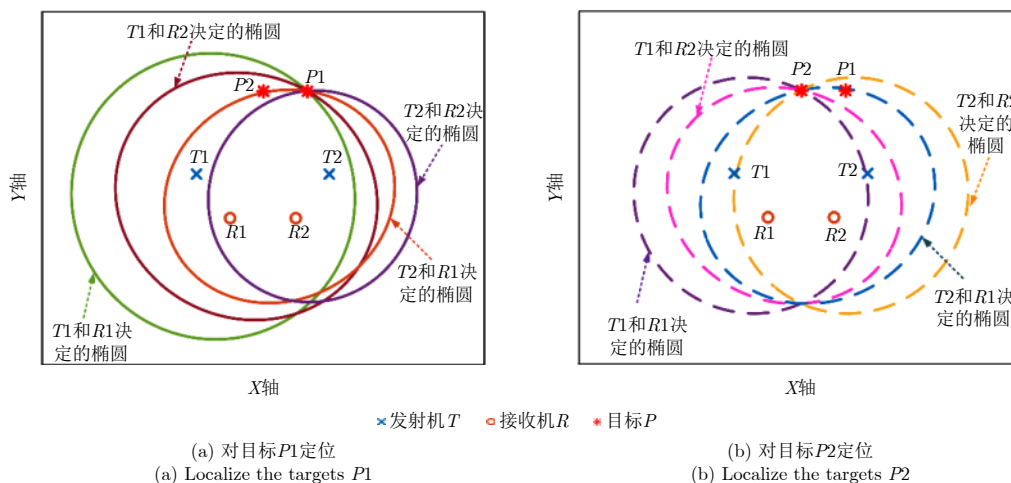 T1和R2决定的椭圆
P2
P1
T2和R2决
定的椭圆
T1
T2
R1
R2
T2和R1决
定的椭圆
T1和R1决
定的椭圆
Y轴
X轴
T1和R2决定的椭圆
P2
P1
T2和R2
决定的
椭圆
T1
T2
R1
R2
T2和R1决
定的椭圆
T1和R1决
定的椭圆
Y轴
X轴
发射机T 接收机R 目标P
(a) 对目标P1定位
(a) Localize the targets P1
(b) 对目标P2定位
(b) Localize the targets P2